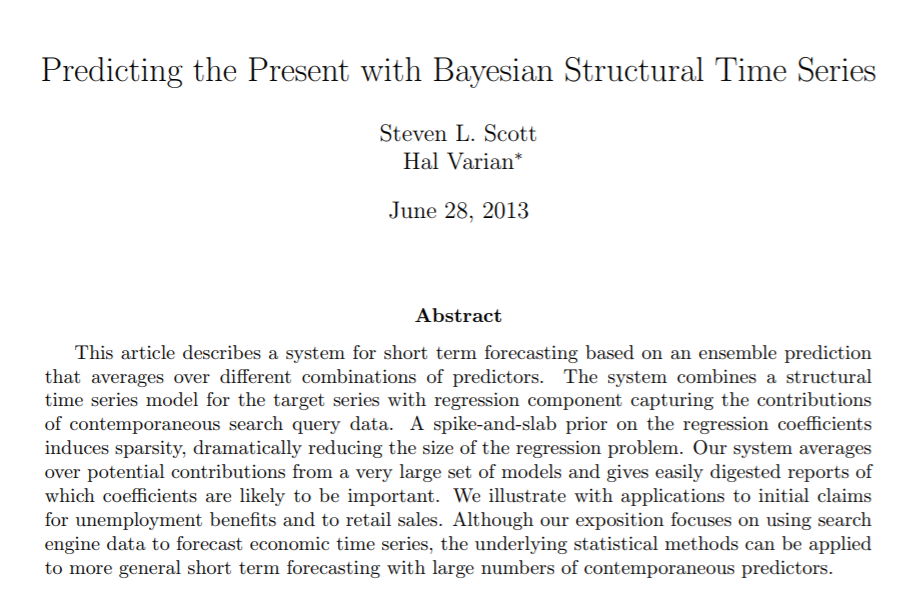 Predicting the Present with Bayesian Structural Time Series
Steven L. Scott
Hal Varian*
June 28, 2013
Abstract
This article describes a system for short term forecasting based on an ensemble prediction
that averages over different combinations of predictors. The system combines a structural
time series model for the target series with regression component capturing the contributions
of contemporaneous search query data. A spike-and-slab prior on the regression coefficients
induces sparsity, dramatically reducing the size of the regression problem. Our system averages
over potential contributions from a very large set of models and gives easily digested reports of
which coefficients are likely to be important. We illustrate with applications to initial claims
for unemployment benefits and to retail sales. Although our exposition focuses on using search
engine data to forecast economic time series, the underlying statistical methods can be applied
to more general short term forecasting with large numbers of contemporaneous predictors.